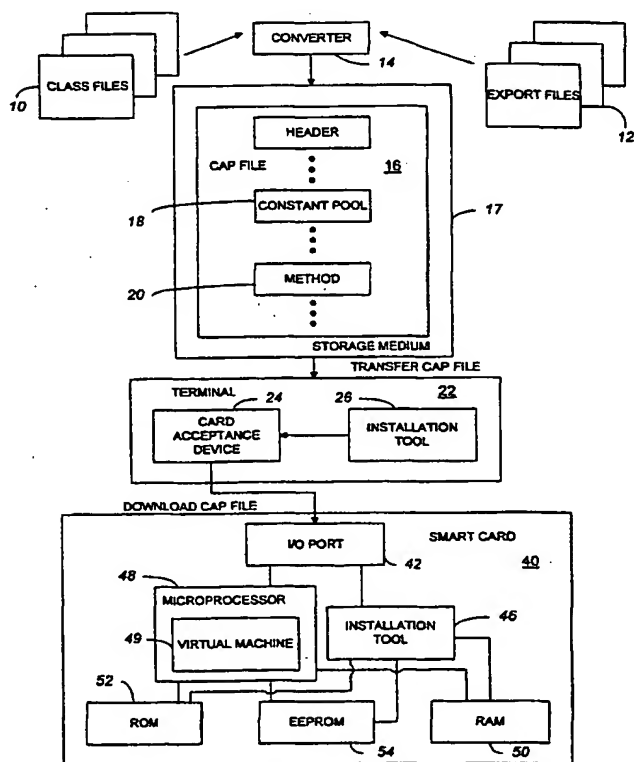 CONVERTER
14
CLASS FILES
10
EXPORT FILES
12
HEADER
CAP FILE
16
CONSTANT POOL
18
17
METHOD
20
STORAGE MEDIUM
TRANSFER CAP FILE
TERMINAL
24
26
22
CARD
ACCEPTANCE
DEVICE
INSTALLATION
TOOL
DOWNLOAD CAP FILE
I/O PORT
SMART CARD
40
42
48
MICROPROCESSOR
46
49
VIRTUAL MACHINE
INSTALLATION
TOOL
52
ROM
EEPROM
RAM
54
50